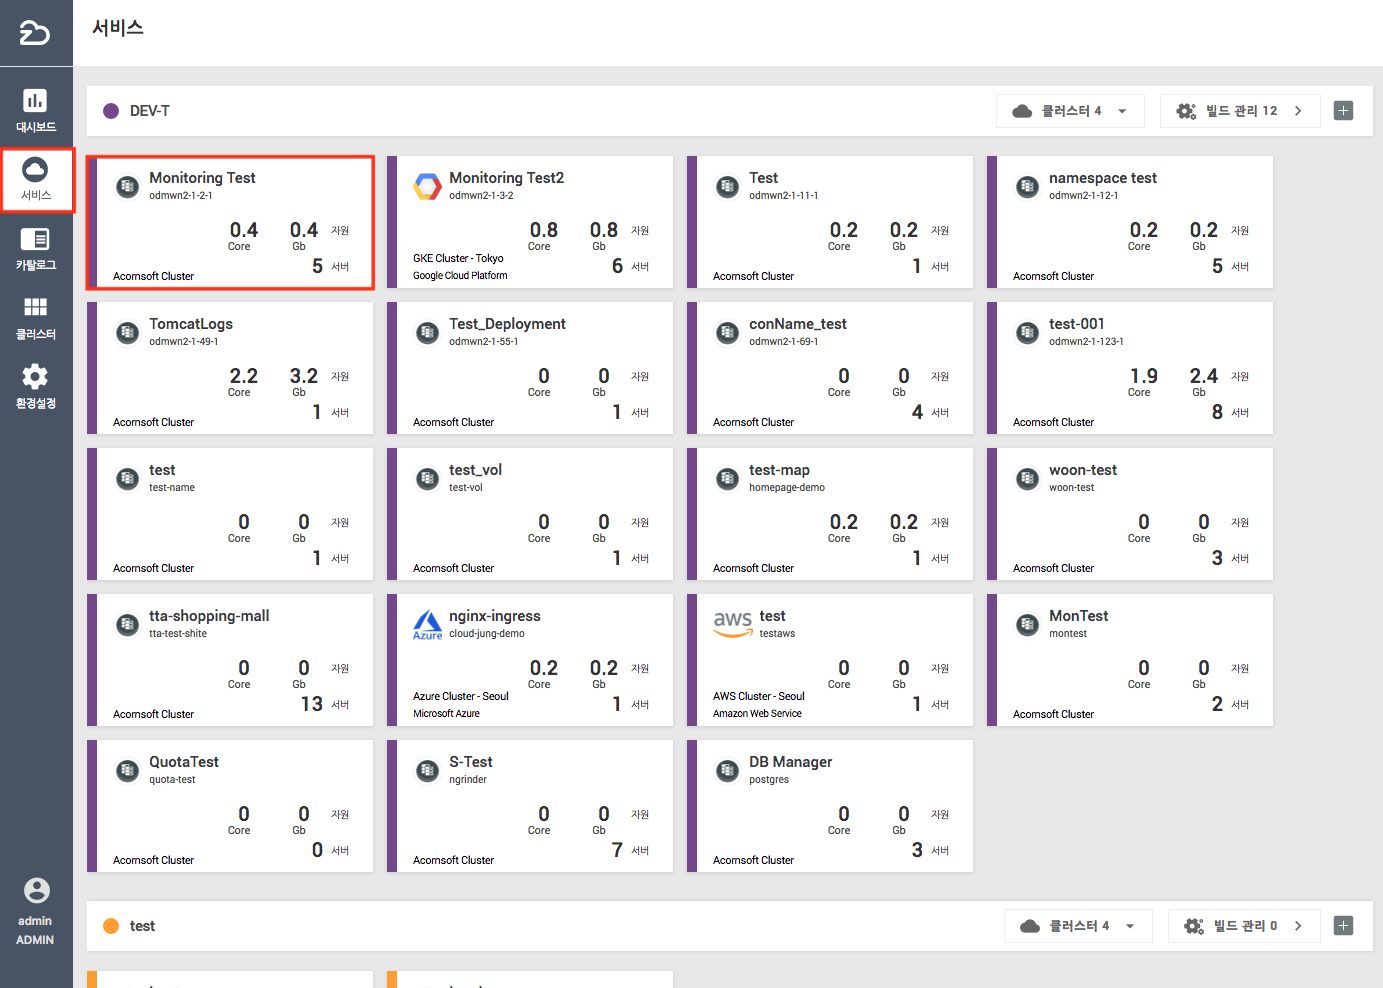 서비스
대시보드
서비스
카탈로그
클러스터
환경설정
admin
ADMIN
DEV-T
클러스터 4
빌드 관리 12
Monitoring Test
odmwn2-1-2-1
0.4 0.4 자원
Core Gb
5 서버
Acornsoft Cluster
Monitoring Test2
odmwn2-1-3-2
0.8 0.8 자원
Core Gb
GKE Cluster - Tokyo
6 서버
Google Cloud Platform
Test
odmwn2-1-11-1
0.2 0.2 자원
Core Gb
1 서버
Acornsoft Cluster
namespace test
odmwn2-1-12-1
0.2 0.2 자원
Core Gb
5 서버
Acornsoft Cluster
TomcatLogs
odmwn2-1-49-1
2.2 3.2 자원
Core Gb
1 서버
Acornsoft Cluster
Test_Deployment
odmwn2-1-55-1
0 0 자원
Core Gb
1 서버
Acornsoft Cluster
conName_test
odmwn2-1-69-1
0 0 자원
Core Gb
4 서버
Acornsoft Cluster
test-001
odmwn2-1-123-1
1.9 2.4 자원
Core Gb
8 서버
Acornsoft Cluster
test
test-name
0 0 자원
Core Gb
1 서버
Acornsoft Cluster
test_vol
test-vol
0 0 자원
Core Gb
1 서버
Acornsoft Cluster
test-map
homepage-demo
0.2 0.2 자원
Core Gb
1 서버
Acornsoft Cluster
woon-test
woon-test
0 0 자원
Core Gb
3 서버
Acornsoft Cluster
tta-shopping-mall
tta-test-shite
0 0 자원
Core Gb
13 서버
Acornsoft Cluster
Azure
nginx-ingress
cloud-jung-demo
0.2 0.2 자원
Core Gb
Azure Cluster - Seoul
1 서버
Microsoft Azure
aws
test
testaws
0 0 자원
Core Gb
AWS Cluster - Seoul
1 서버
Amazon Web Service
MonTest
montest
0 0 자원
Core Gb
2 서버
Acornsoft Cluster
QuotaTest
quota-test
0 0 자원
Core Gb
0 서버
Acornsoft Cluster
S-Test
ngrinder
0 0 자원
Core Gb
7 서버
Acornsoft Cluster
DB Manager
postgres
0 0 자원
Core Gb
3 서버
Acornsoft Cluster
test
클러스터 4
빌드 관리 0